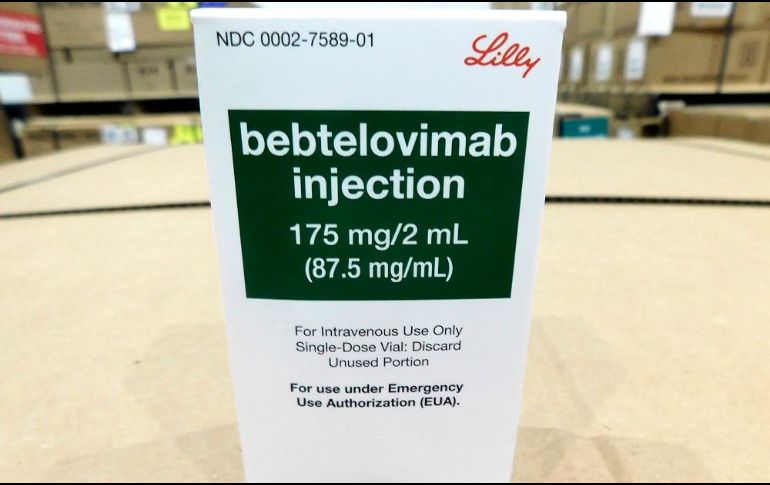 NDC 0002-7589-01
Lilly
bebtelovimab
injection
175 mg/2 mL
(87.5 mg/mL)
For Intravenous Use Only
Single-Dose Vial: Discard
Unused Portion
For use under Emergency
Use Authorization (EUA).